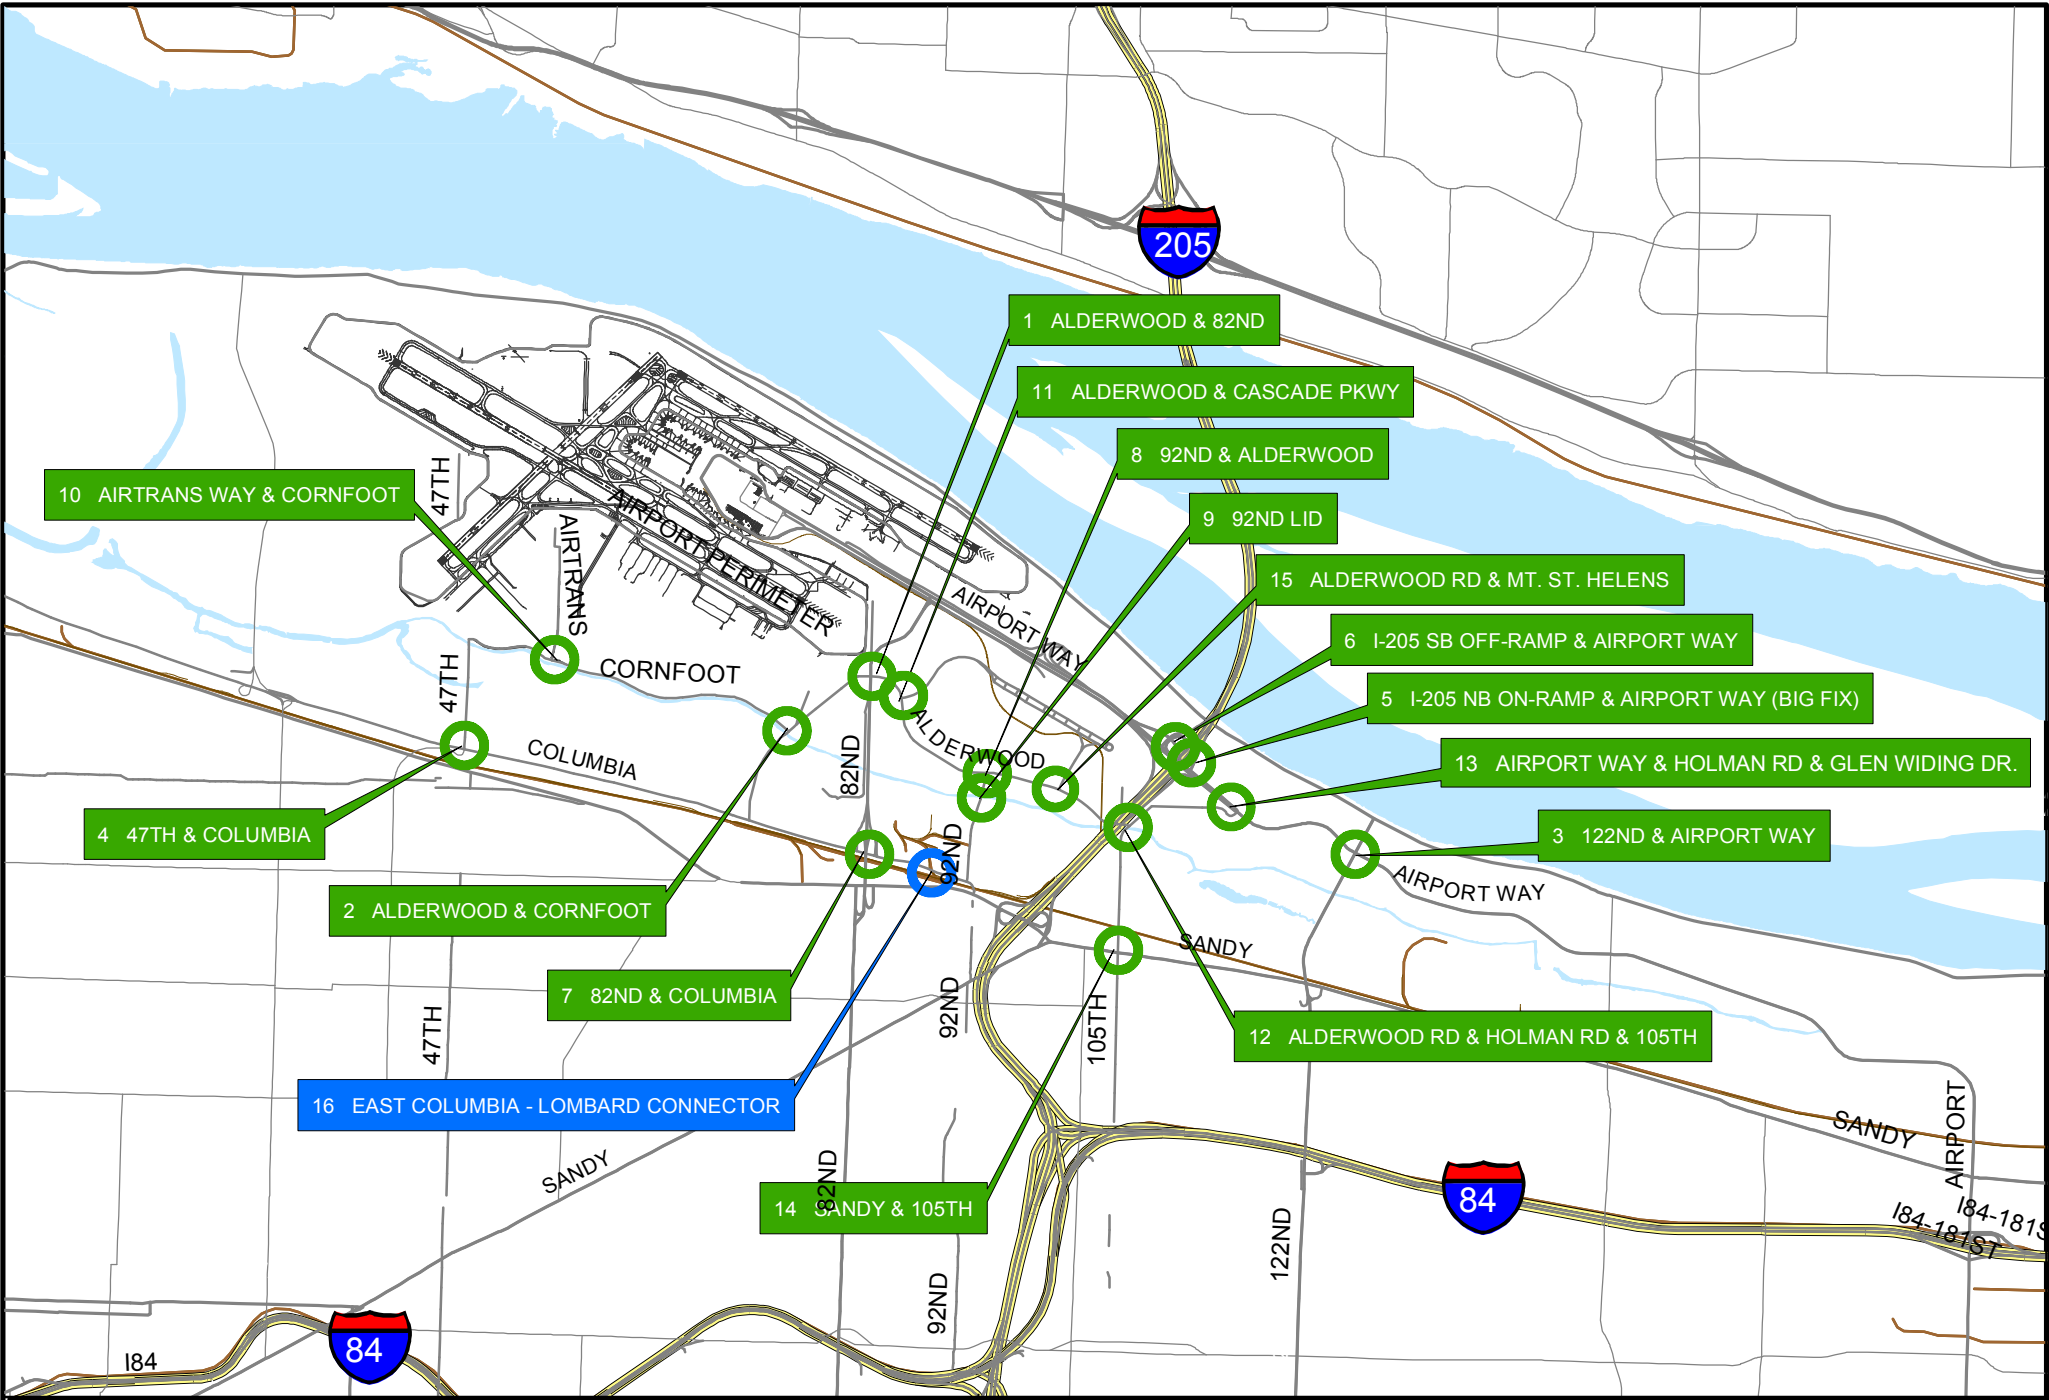 205
1 ALDERWOOD & 82ND
11 ALDERWOOD & CASCADE PKWY
8 92ND & ALDERWOOD
47TH
10 AIRTRANS WAY & CORNFOOT
9 92ND LID
AIRTRANS
AIRPORT PERIMETER
15 ALDERWOOD RD & MT. ST. HELENS
AIRPORT WAY
6 I-205 SB OFF-RAMP & AIRPORT WAY
47TH
CORNFOOT
5 I-205 NB ON-RAMP & AIRPORT WAY (BIG FIX)
ALDERWOOD
COLUMBIA
82ND
13 AIRPORT WAY & HOLMAN RD & GLEN WIDING DR.
4 47TH & COLUMBIA
3 122ND & AIRPORT WAY
92ND
AIRPORT WAY
2 ALDERWOOD & CORNFOOT
SANDY
7 82ND & COLUMBIA
92ND
47TH
105TH
12 ALDERWOOD RD & HOLMAN RD & 105TH
16 EAST COLUMBIA - LOMBARD CONNECTOR
SANDY
AIRPORT
SANDY
82ND
14 SANDY & 105TH
84
I84-181ST
I84-181S
122ND
92ND
84
I84